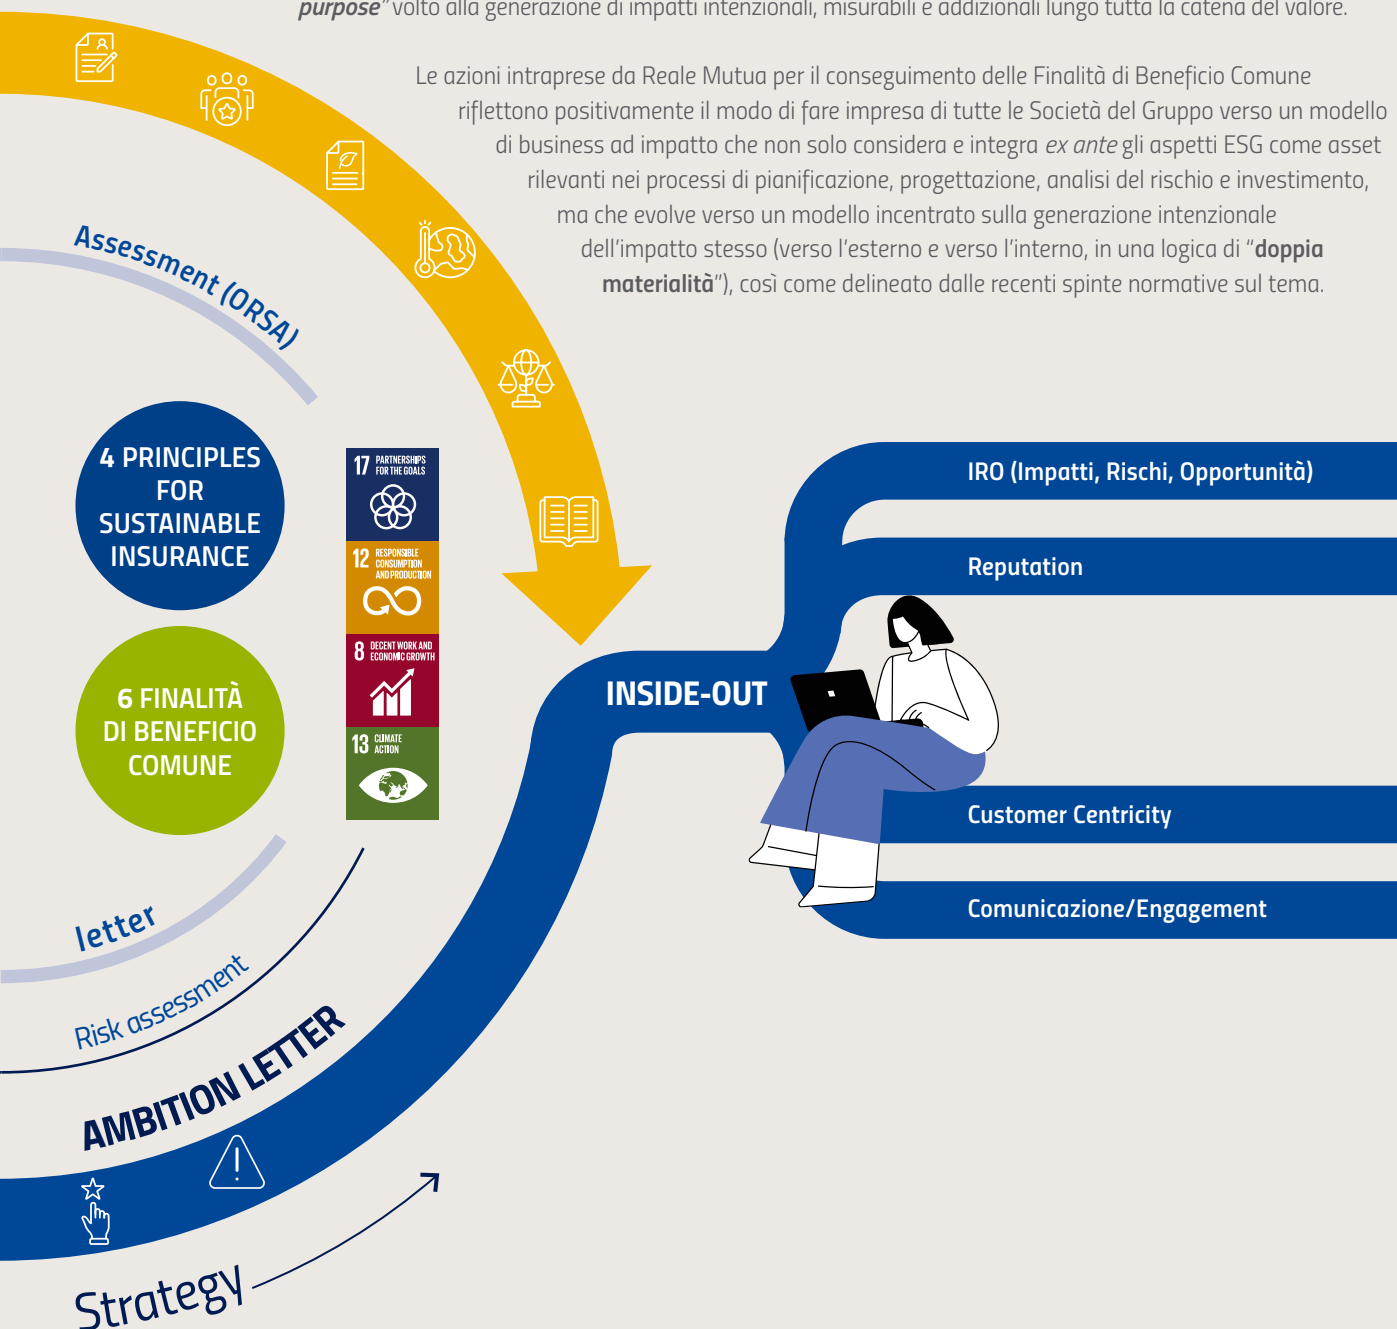 purpose" volto alla generazione di impatti intenzionali, misurabili e addizionali lungo tutta la catena del valore.
Le azioni intraprese da Reale Mutua per il conseguimento delle Finalità di Beneficio Comune
riflettono positivamente il modo di fare impresa di tutte le Società del Gruppo verso un modello
di business ad impatto che non solo considera e integra ex ante gli aspetti ESG come asset
rilevanti nei processi di pianificazione, progettazione, analisi del rischio e investimento,
ma che evolve verso un modello incentrato sulla generazione intenzionale
dell'impatto stesso (verso l'esterno e verso l'interno, in una logica di “doppia
materialità”), così come delineato dalle recenti spinte normative sul tema.
Assessment (ORSA)
4 PRINCIPLES
FOR
SUSTAINABLE
INSURANCE
17 PARTNERSHIPS
FOR THE GOALS
12 RESPONSIBLE
CONSUMPTION
AND PRODUCTION
8 DECENT WORK AND
ECONOMIC GROWTH
13 CLIMATE
ACTION
6 FINALITÀ
DI BENEFICIO
COMUNE
INSIDE-OUT
IRO (Impatti, Rischi, Opportunità)
Reputation
Customer Centricity
Comunicazione/Engagement
letter
Risk assessment
AMBITION LETTER
Strategy